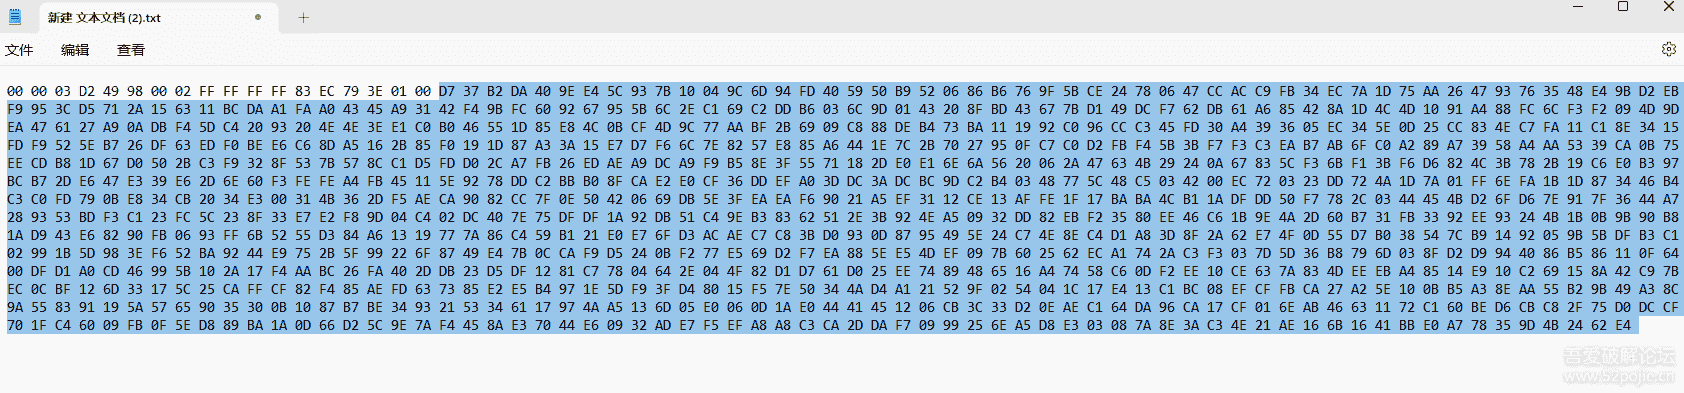 新建 文本文档 (2).txt
文件 编辑 查看
00 00 03 D2 49 98 00 02 FF FF FF FF 83 EC 79 3E 01 00 D7 37 B2 DA 40 9E E4 5C 93 7B 10 04 9C 6D 94 FD 40 59 50 B9 52 06 86 B6 76 9F 5B CE 24 78 06 47 CC AC C9 FB 34 EC 7A 1D 75 AA 26 47 93 76 35 48 E4 9B D2 EB
F9 95 3C D5 71 2A 15 63 11 BC DA A1 FA A0 43 45 A9 31 42 F4 9B FC 60 92 67 95 5B 6C 2E C1 69 C2 DD B6 03 6C 9D 01 43 20 8F BD 43 67 7B D1 49 DC F7 62 DB 61 A6 85 42 8A 1D 4C 4D 10 91 A4 88 FC 6C F3 F2 09 4D 9D
EA 47 61 27 A9 0A DB F4 5D C4 20 93 20 4E 4E 3E E1 C0 B0 46 55 1D 85 E8 4C 0B CF 4D 9C 77 AA BF 2B 69 09 C8 88 DE B4 73 BA 11 19 92 C0 96 CC C3 45 FD 30 A4 39 36 05 EC 34 5E 0D 25 CC 83 4E C7 FA 11 C1 8E 34 15
FD F9 52 5E B7 26 DF 63 ED F0 BE E6 C6 8D A5 16 2B 85 F0 19 1D 87 A3 3A 15 E7 D7 F6 6C 7E 82 57 E8 85 A6 44 1E 7C 2B 70 27 95 0F C7 C0 D2 FB F4 5B 3B F7 F3 C3 EA B7 AB 6F C0 A2 89 A7 39 58 A4 AA 53 39 CA 0B 75
EE CD B8 1D 67 D0 50 2B C3 F9 32 8F 53 7B 57 8C C1 D5 FD D0 2C A7 FB 26 ED AE A9 DC A9 F9 B5 8E 3F 55 71 18 2D E0 E1 6E 6A 56 20 06 2A 47 63 4B 29 24 0A 67 83 5C F3 6B F1 3B F6 D6 82 4C 3B 78 2B 19 C6 E0 B3 97
BC B7 2D E6 47 E3 39 E6 2D 6E 60 F3 FE FE A4 FB 45 11 5E 92 78 DD C2 BB B0 8F CA E2 E0 CF 36 DD EF A0 3D DC 3A DC BC 9D C2 B4 03 48 77 5C 48 C5 03 42 00 EC 72 03 23 DD 72 4A 1D 7A 01 FF 6E FA 1B 1D 87 34 46 B4
C3 C0 FD 79 0B E8 34 CB 20 34 E3 00 31 4B 36 2D F5 AE CA 90 82 CC 7F 0E 50 42 06 69 DB 5E 3F EA EA F6 90 21 A5 EF 31 12 CE 13 AF FE 1F 17 BA BA 4C B1 1A DF DD 50 F7 78 2C 03 44 45 4B D2 6F D6 7E 91 7F 36 44 A7
28 93 53 BD F3 C1 23 FC 5C 23 8F 33 E7 E2 F8 9D 04 C4 02 DC 40 7E 75 DF DF 1A 92 DB 51 C4 9E B3 83 62 51 2E 3B 92 4E A5 09 32 DD 82 EB F2 35 80 EE 46 C6 1B 9E 4A 2D 60 B7 31 FB 33 92 EE 93 24 4B 1B 0B 9B 90 B8
1A D9 43 E6 82 90 FB 06 93 FF 6B 52 55 D3 84 A6 13 19 77 7A 86 C4 59 B1 21 E0 E7 6F D3 AC AE C7 C8 3B D0 93 0D 87 95 49 5E 24 C7 4E 8E C4 D1 A8 3D 8F 2A 62 E7 4F 0D 55 D7 B0 38 54 7C B9 14 92 05 9B 5B DF B3 C1
02 99 1B 5D 98 3E F6 52 BA 92 44 E9 75 2B 5F 99 22 6F 87 49 E4 7B 0C CA F9 D5 24 0B F2 77 E5 69 D2 F7 EA 88 5E E5 4D EF 09 7B 60 25 62 EC A1 74 2A C3 F3 03 7D 5D 36 B8 79 6D 03 8F D2 D9 94 40 86 B5 86 11 0F 64
00 DF D1 A0 CD 46 99 5B 10 2A 17 F4 AA BC 26 FA 40 2D DB 23 D5 DF 12 81 C7 78 04 64 2E 04 4F 82 D1 D7 61 D0 25 EE 74 89 48 65 16 A4 74 58 C6 0D F2 EE 10 CE 63 7A 83 4D EE EB A4 85 14 E9 10 C2 69 15 8A 42 C9 7B
EC 0C BF 12 6D 33 17 5C 25 CA FF CF 82 F4 85 AE FD 63 73 85 E2 E5 B4 97 1E 5D F9 3F D4 80 15 F5 7E 50 34 4A D4 A1 21 52 9F 02 54 04 1C 17 E4 13 C1 BC 08 EF CF FB CA 27 A2 5E 10 0B B5 A3 8E AA 55 B2 9B 49 A3 8C
9A 55 83 91 19 5A 57 65 90 35 30 0B 10 87 B7 BE 34 93 21 53 34 61 17 97 4A A5 13 6D 05 E0 06 0D 1A E0 44 41 45 12 06 CB 3C 33 D2 0E AE C1 64 DA 96 CA 17 CF 01 6E AB 46 63 11 72 C1 60 BE D6 CB C8 2F 75 D0 DC CF
70 1F C4 60 09 FB 0F 5E D8 89 BA 1A 0D 66 D2 5C 9E 7A F4 45 8A E3 70 44 E6 09 32 AD E7 F5 EF A8 A8 C3 CA 2D DA F7 09 99 25 6E A5 D8 E3 03 08 7A 8E 3A C3 4E 21 AE 16 6B 16 41 BB E0 A7 78 35 9D 4B 24 62 E4
吾爱破解论坛
www.52pojie.cn